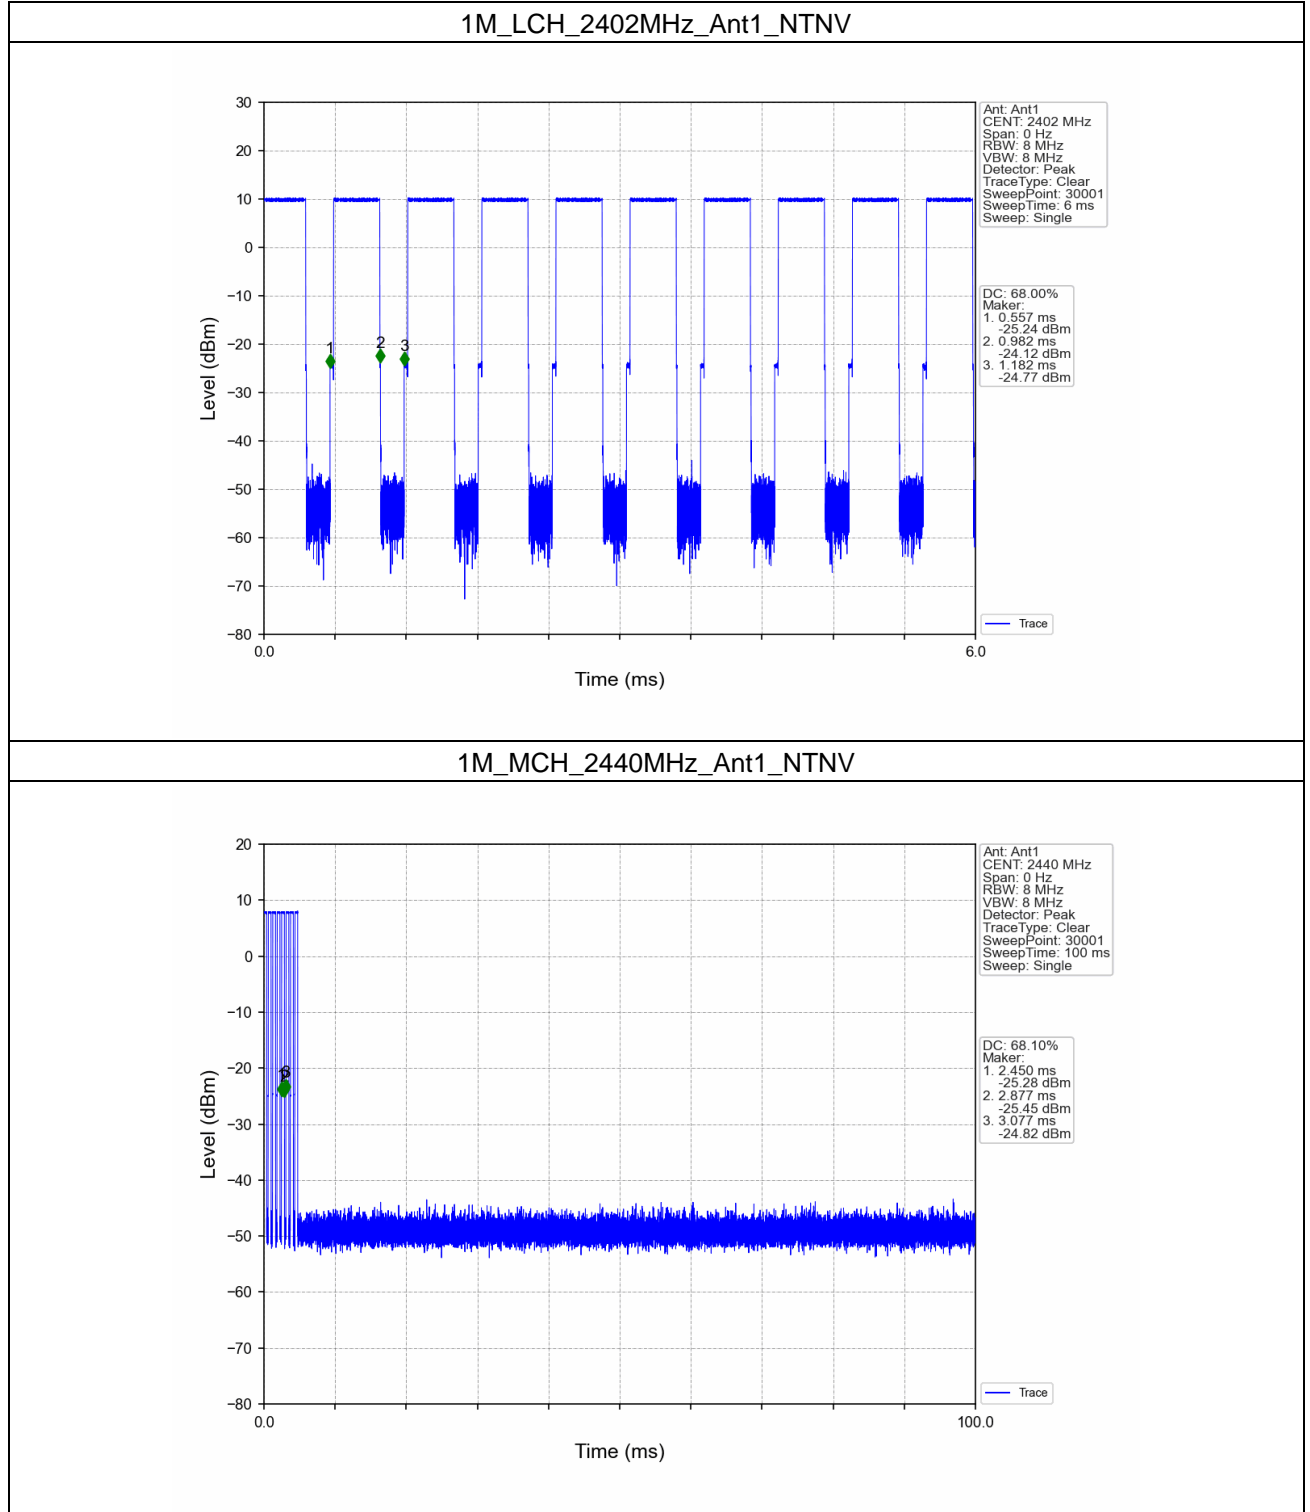 1M_LCH_2402MHz_Ant1_NTNV
30
20
10
0
−10
−20
−30
−40
−50
−60
−70
−80
Level (dBm)
1
2
3
0.0
6.0
Time (ms)
Ant: Ant1
CENT: 2402 MHz
Span: 0 Hz
RBW: 8 MHz
VBW: 8 MHz
Detector: Peak
TraceType: Clear
SweepPoint: 30001
SweepTime: 6 ms
Sweep: Single
DC: 68.00%
Maker:
1. 0.557 ms
-25.24 dBm
2. 0.982 ms
-24.12 dBm
3. 1.182 ms
-24.77 dBm
Trace
1M_MCH_2440MHz_Ant1_NTNV
20
10
0
−10
−20
−30
−40
−50
−60
−70
−80
Level (dBm)
3
0.0
100.0
Time (ms)
Ant: Ant1
CENT: 2440 MHz
Span: 0 Hz
RBW: 8 MHz
VBW: 8 MHz
Detector: Peak
TraceType: Clear
SweepPoint: 30001
SweepTime: 100 ms
Sweep: Single
DC: 68.10%
Maker:
1. 2.450 ms
-25.28 dBm
2. 2.877 ms
-25.45 dBm
3. 3.077 ms
-24.82 dBm
Trace